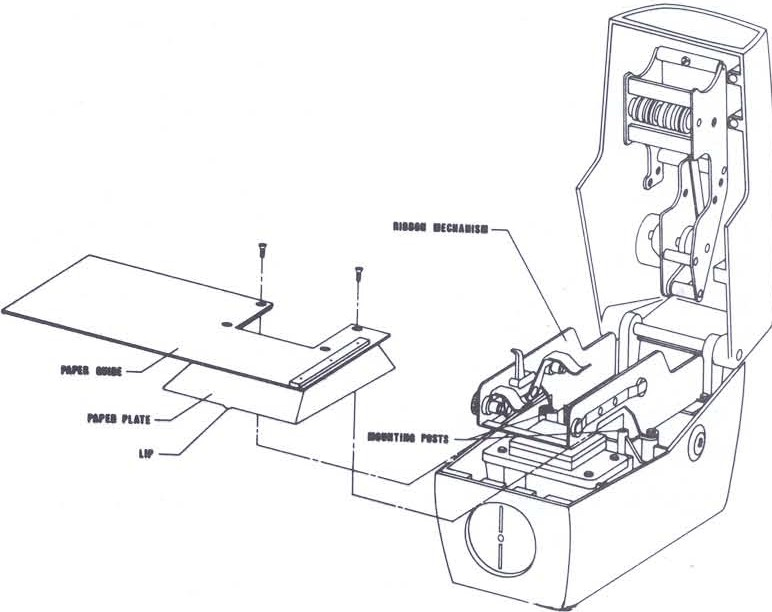 RIBBON MECHANISM
PAPER GUIDE
PAPER PLATE
MOUNTING POSTS
LIP